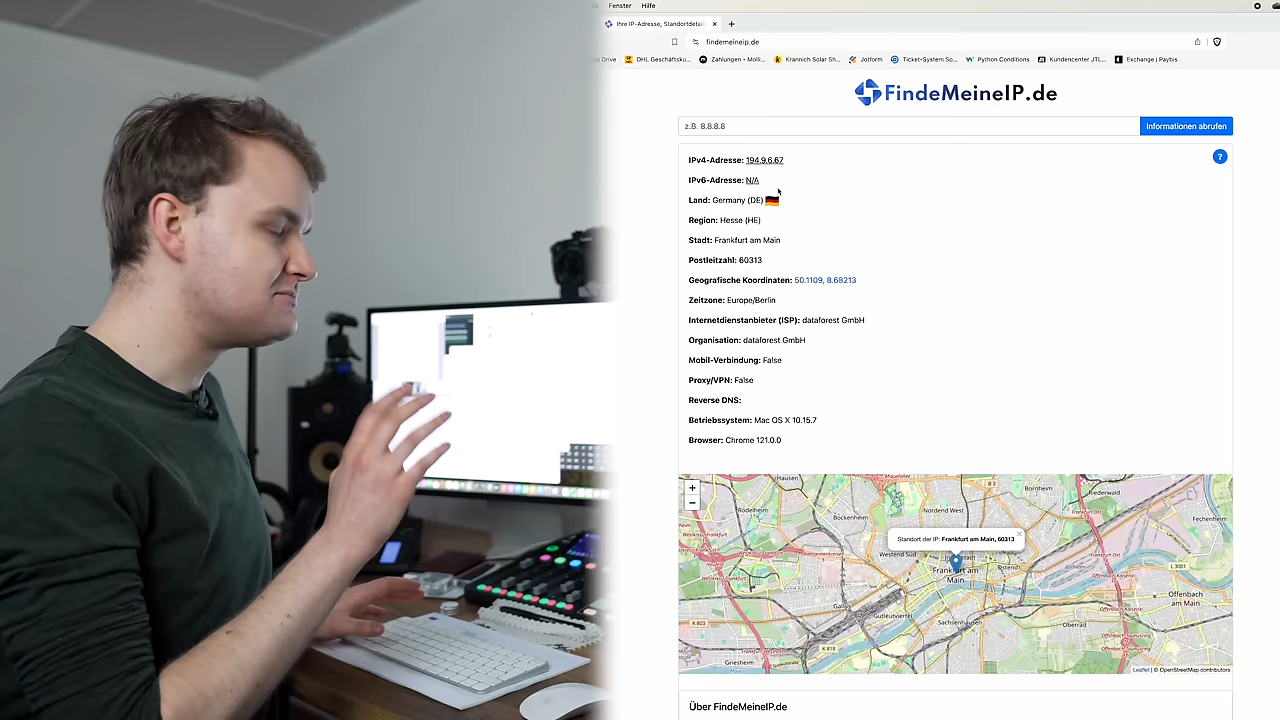 Fenster Hilfe
Ihre IP-Adresse, Standortdetail
findemeineip.de
e Drive DHL Geschäftsku... Zahlungen - Molli... Krannich Solar Sh... Jotform Ticket-System So... Python Conditions Kundencenter JTL... Exchange | Paybis
FindeMeineIP.de
z.B. 8.8.8.8 Informationen abrufen
IPv4-Adresse: 194.9.6.67 ?
IPv6-Adresse: N/A
Land: Germany (DE)
Region: Hesse (HE)
Stadt: Frankfurt am Main
Postleitzahl: 60313
Geografische Koordinaten: 50.1109, 8.68213
Zeitzone: Europe/Berlin
Internetdienstanbieter (ISP): dataforest GmbH
Organisation: dataforest GmbH
Mobil-Verbindung: False
Proxy/VPN: False
Reverse DNS:
Betriebssystem: Mac OS X 10.15.7
Browser: Chrome 121.0.0
Hausen
Bornheim
Riederwald
Rödelheim
Nordend West
Bockenheim
Fechenheim
Standort der IP: Frankfurt am Main, 60313
Westend Süd
Ostend
L 3001
Frankfurt am
Main
Offenbach
am Main
Gallus
Gutleutviertel
K 803
Sachsenhausen
Oberrad
K 818
Griesheim
Leaflet | © OpenStreetMap contributors
Über FindeMeineIP.de